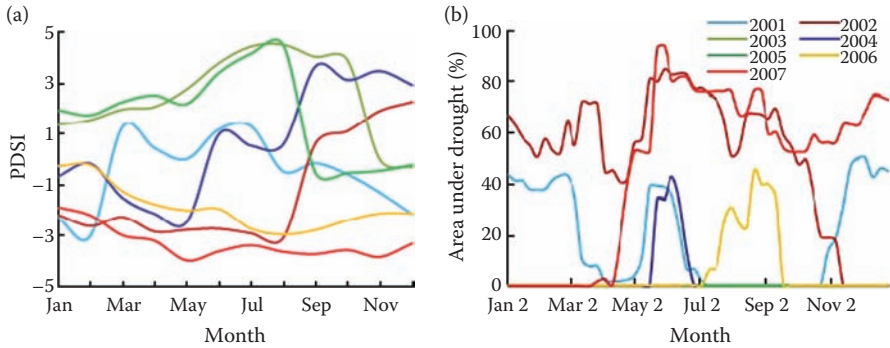 (a)
5
3
1
−1
−3
−5
PDSI
Jan Mar May Jul Sep Nov
Month
(b)
100
80
60
40
20
0
Area under drought (%)
2001 2002
2003 2004
2005 2006
2007
Jan 2 Mar 2 May 2 Jul 2 Sep 2 Nov 2
Month